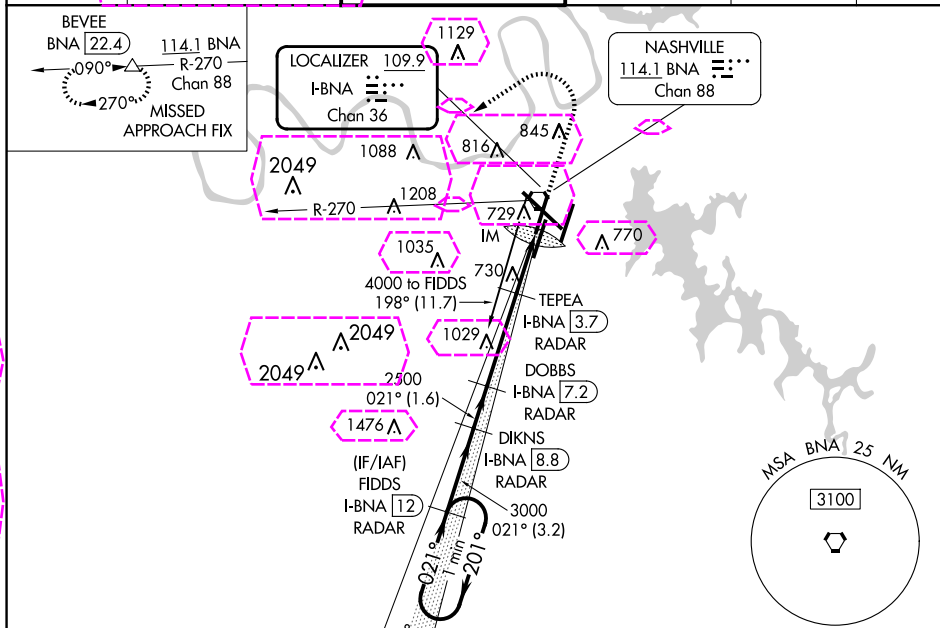 BEVEE
BNA 22.4
114.1 BNA
R-270
Chan 88
090°
270°
MISSED
APPROACH FIX
LOCALIZER 109.9
I-BNA
Chan 36
1129
NASHVILLE
114.1 BNA
Chan 88
845
816
1088
2049
1208
R-270
729
IM
770
1035
730
4000 to FIDDS
198° (11.7)
TEPEA
I-BNA 3.7
RADAR
1029
2049
2049
DOBBS
I-BNA 7.2
RADAR
2500
021° (1.6)
1476
DIKNS
I-BNA 8.8
RADAR
(IF/IAF)
FIDDS
I-BNA 12
RADAR
3000
021° (3.2)
021°
1 min
201°
MSA BNA 25 NM
3100